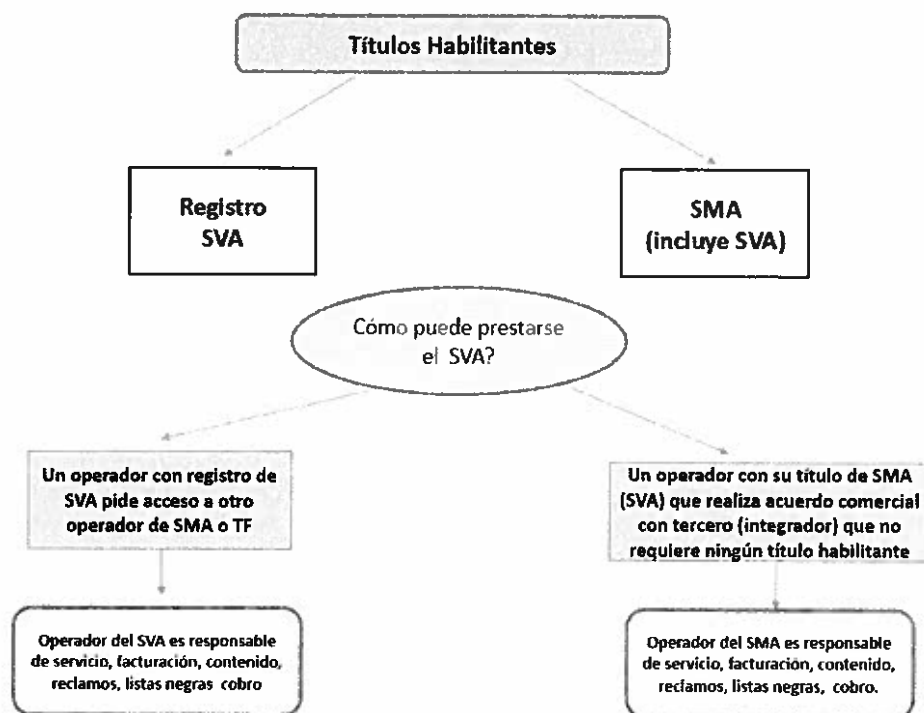 Títulos Habilitantes
Registro
SVA
SMA
(incluye SVA)
Cómo puede prestarse
el SVA?
Un operador con registro de
SVA pide acceso a otro
operador de SMA o TF
Un operador con su título de SMA
(SVA) que realiza acuerdo comercial
con tercero (integrador) que no
requiere ningún título habilitante
Operador del SVA es responsable
de servicio, facturación, contenido,
reclamos, listas negras cobro
Operador del SMA es responsable
de servicio, facturación, contenido,
reclamos, listas negras, cobro.